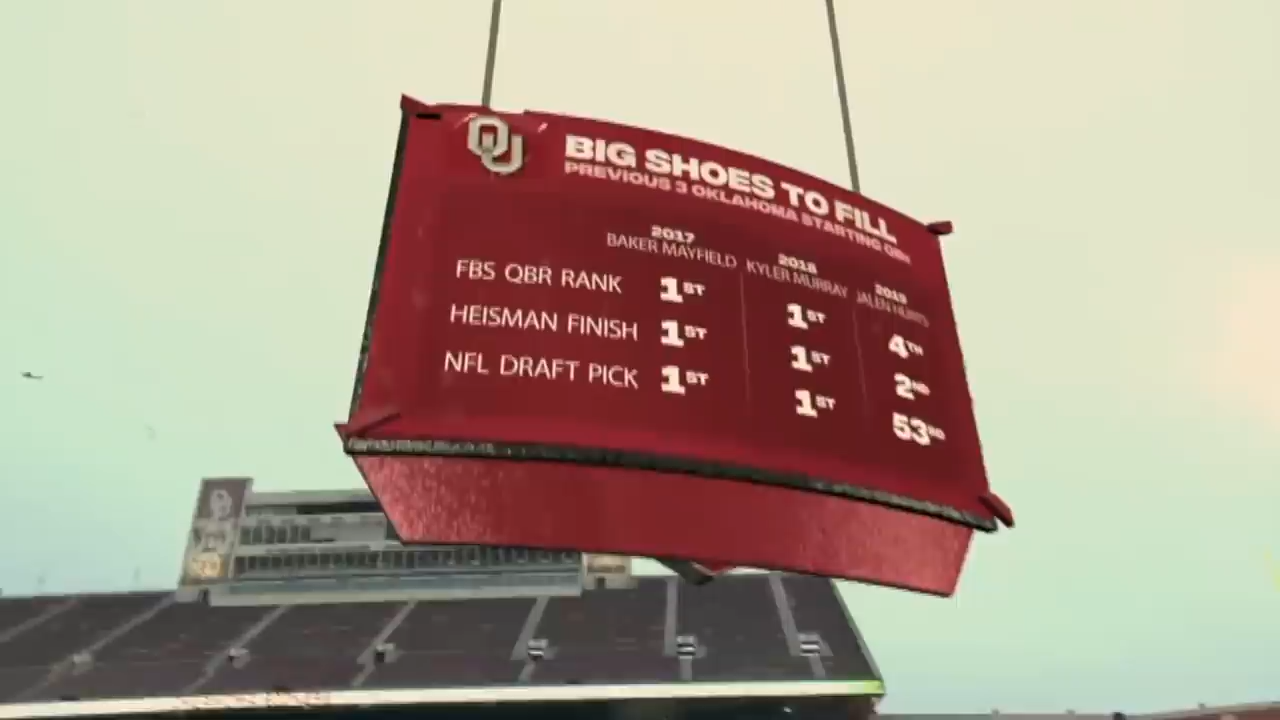 OU
BIG SHOES TO FILL
PREVIOUS 3 OKLAHOMA STARTING QBS
2017 2018 2019
BAKER MAYFIELD KYLER MURRAY JALEN HURTS
FBS QBR RANK 1ST 1ST 4TH
HEISMAN FINISH 1ST 1ST 2ND
NFL DRAFT PICK 1ST 1ST 53RD
OU